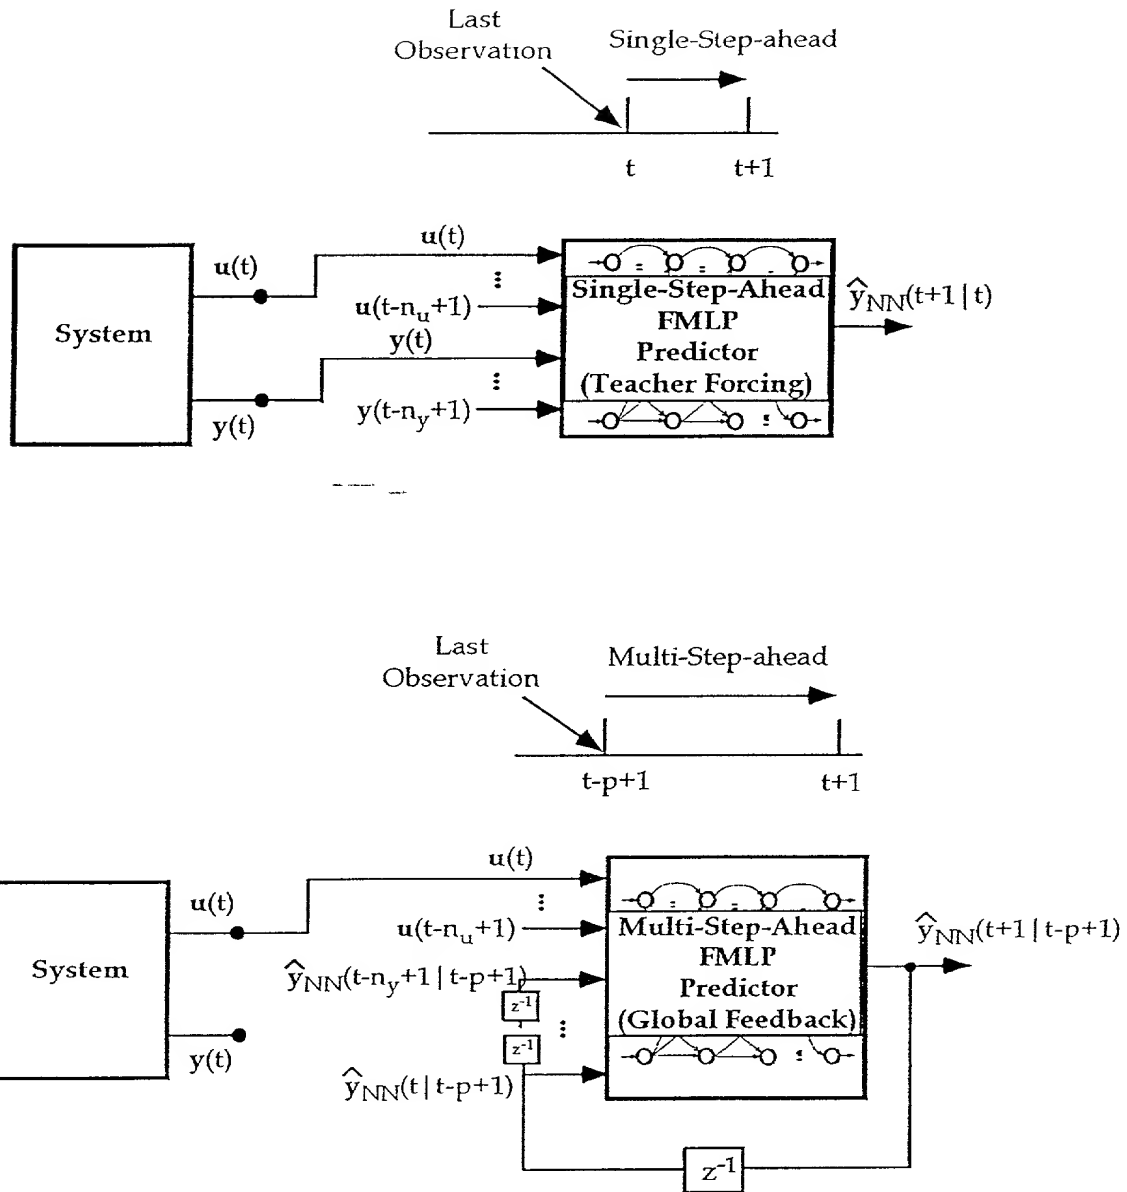 Last
Observation
Single-Step-ahead
t
t+1
System
u(t)
y(t)
u(t)
⋮
u(t-n_u+1)
y(t)
⋮
y(t-n_y+1)
Single-Step-Ahead
FMLP
Predictor
(Teacher Forcing)
ŷ_NN(t+1 | t)
Last
Observation
Multi-Step-ahead
t-p+1
t+1
System
u(t)
y(t)
u(t)
⋮
u(t-n_u+1)
ŷ_NN(t-n_y+1 | t-p+1)
z⁻¹
⋮
z⁻¹
ŷ_NN(t | t-p+1)
Multi-Step-Ahead
FMLP
Predictor
(Global Feedback)
ŷ_NN(t+1 | t-p+1)
z⁻¹